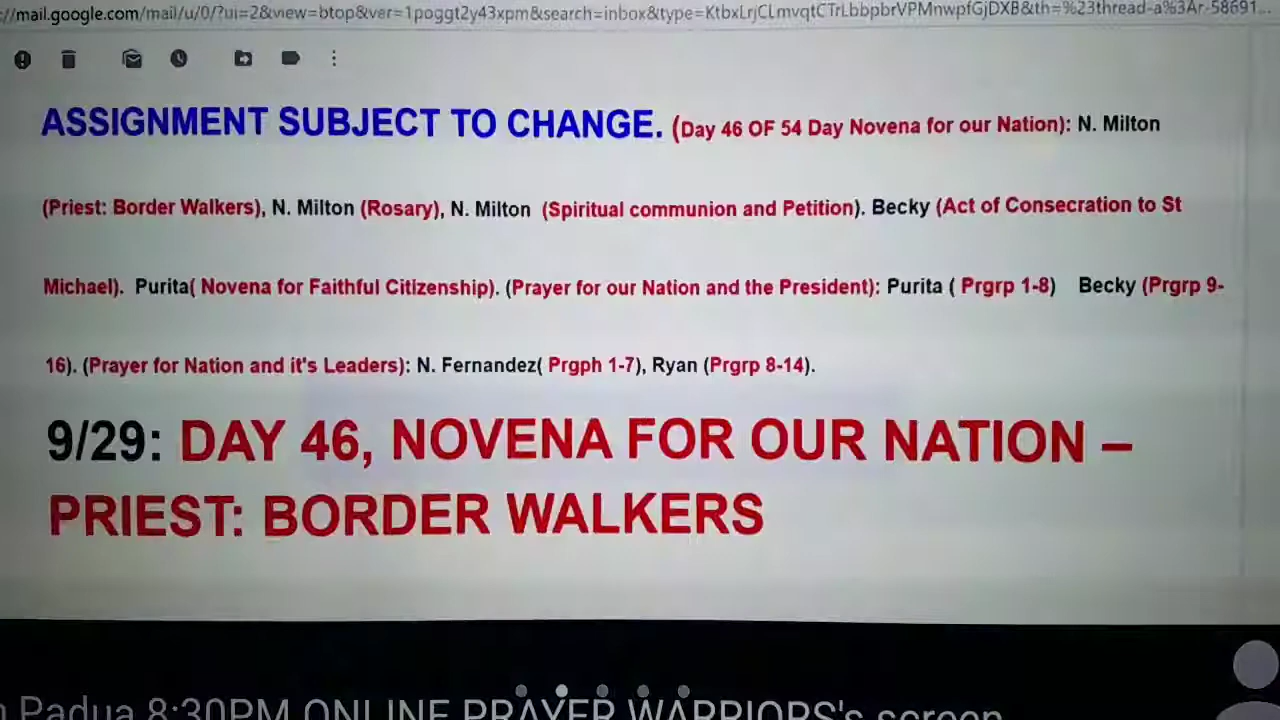 ://mail.google.com/mail/u/0/?ui=2&view=btop&ver=1poggt2y43xpm&search=inbox&type=KtbxLrjCLmvqtCTrLbbpbrVPMnwpfGjDXB&th=%23thread-a%3Ar-58691...
ASSIGNMENT SUBJECT TO CHANGE. (Day 46 OF 54 Day Novena for our Nation): N. Milton
(Priest: Border Walkers), N. Milton (Rosary), N. Milton (Spiritual communion and Petition). Becky (Act of Consecration to St
Michael). Purita( Novena for Faithful Citizenship). (Prayer for our Nation and the President): Purita ( Prgrp 1-8) Becky (Prgrp 9-
16). (Prayer for Nation and it's Leaders): N. Fernandez( Prgph 1-7), Ryan (Prgrp 8-14).
9/29: DAY 46, NOVENA FOR OUR NATION –
PRIEST: BORDER WALKERS
Padua 8:30PM ONLINE PRAYER WARRIORS's screen